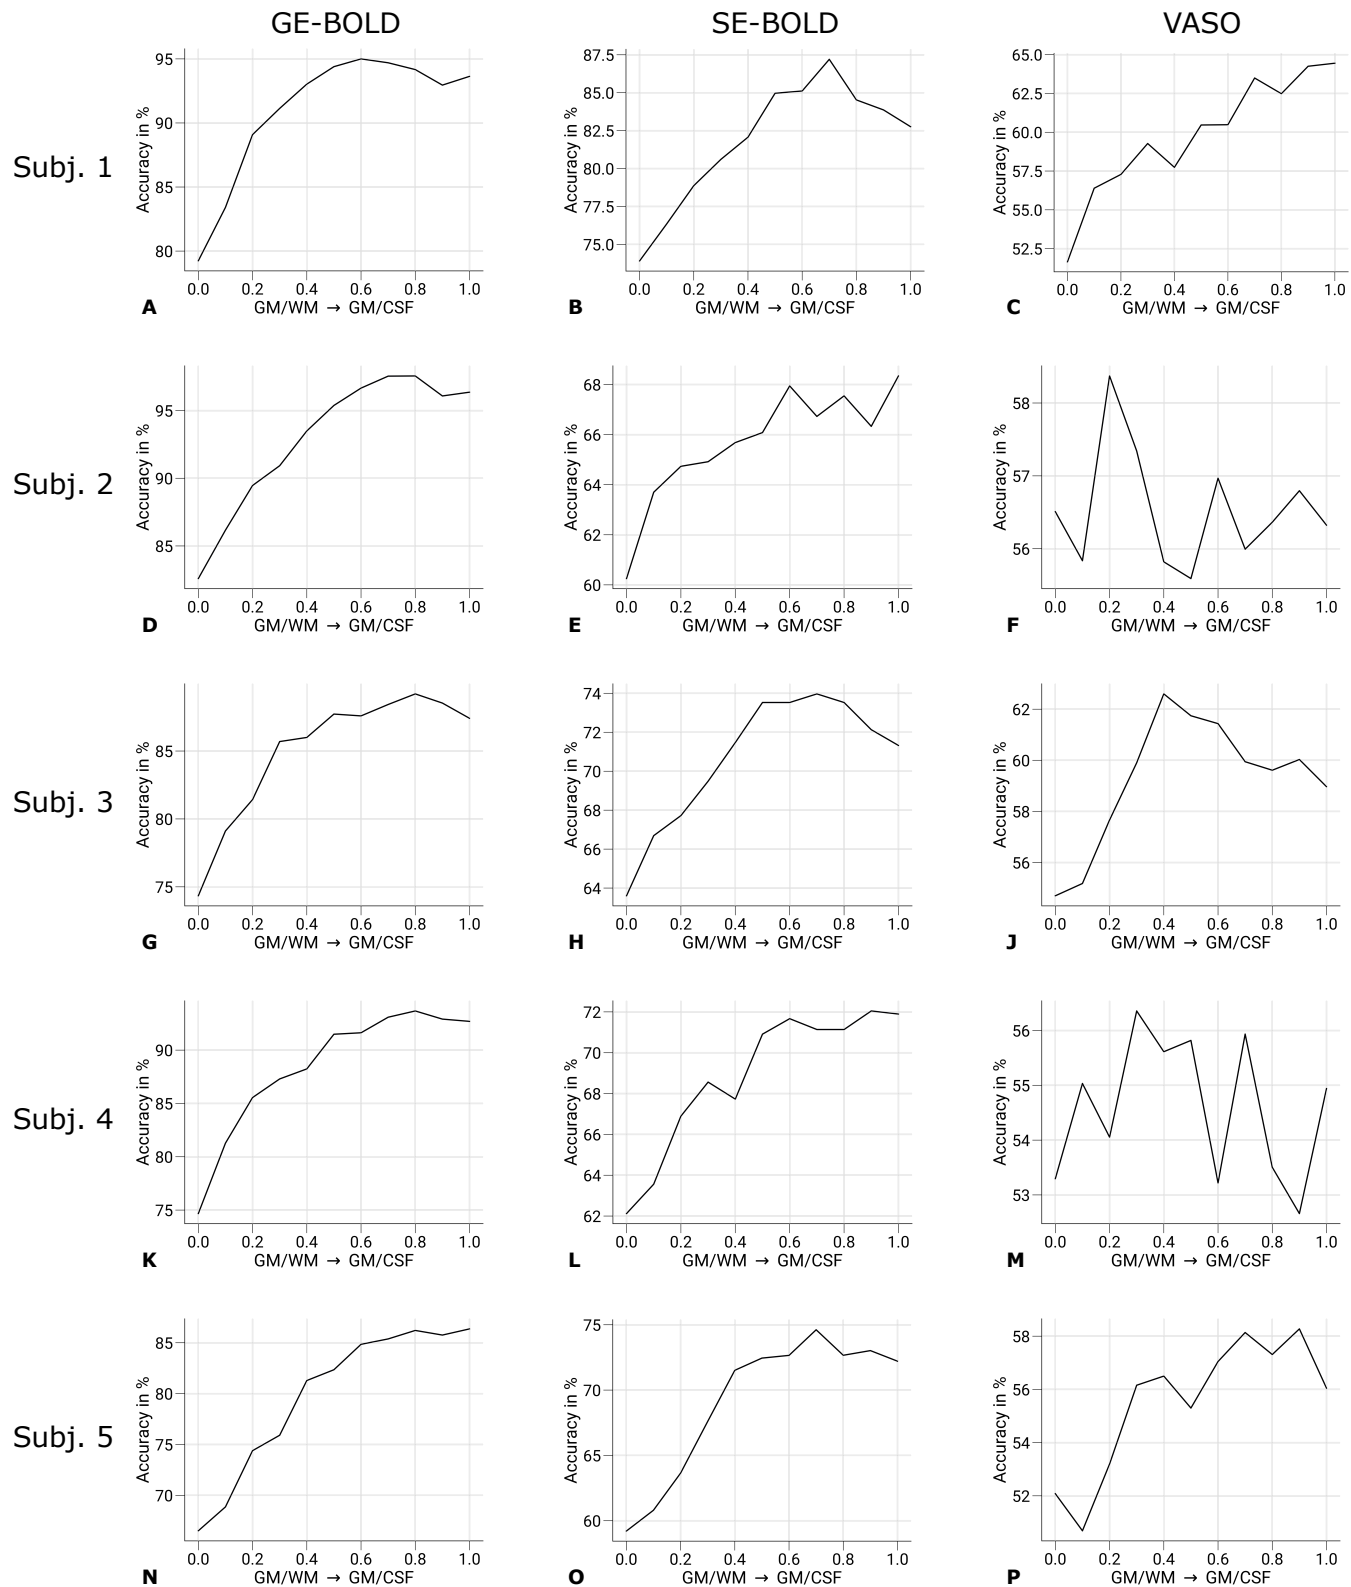 GE-BOLD SE-BOLD VASO
Subj. 1
Accuracy in %
95
90
85
80
0.0 0.2 0.4 0.6 0.8 1.0
GM/WM → GM/CSF
A
Accuracy in %
87.5
85.0
82.5
80.0
77.5
75.0
0.0 0.2 0.4 0.6 0.8 1.0
GM/WM → GM/CSF
B
Accuracy in %
65.0
62.5
60.0
57.5
55.0
52.5
0.0 0.2 0.4 0.6 0.8 1.0
GM/WM → GM/CSF
C
Subj. 2
Accuracy in %
95
90
85
0.0 0.2 0.4 0.6 0.8 1.0
GM/WM → GM/CSF
D
Accuracy in %
68
66
64
62
60
0.0 0.2 0.4 0.6 0.8 1.0
GM/WM → GM/CSF
E
Accuracy in %
58
57
56
0.0 0.2 0.4 0.6 0.8 1.0
GM/WM → GM/CSF
F
Subj. 3
Accuracy in %
85
80
75
0.0 0.2 0.4 0.6 0.8 1.0
GM/WM → GM/CSF
G
Accuracy in %
74
72
70
68
66
64
0.0 0.2 0.4 0.6 0.8 1.0
GM/WM → GM/CSF
H
Accuracy in %
62
60
58
56
0.0 0.2 0.4 0.6 0.8 1.0
GM/WM → GM/CSF
J
Subj. 4
Accuracy in %
90
85
80
75
0.0 0.2 0.4 0.6 0.8 1.0
GM/WM → GM/CSF
K
Accuracy in %
72
70
68
66
64
62
0.0 0.2 0.4 0.6 0.8 1.0
GM/WM → GM/CSF
L
Accuracy in %
56
55
54
53
0.0 0.2 0.4 0.6 0.8 1.0
GM/WM → GM/CSF
M
Subj. 5
Accuracy in %
85
80
75
70
0.0 0.2 0.4 0.6 0.8 1.0
GM/WM → GM/CSF
N
Accuracy in %
75
70
65
60
0.0 0.2 0.4 0.6 0.8 1.0
GM/WM → GM/CSF
O
Accuracy in %
58
56
54
52
0.0 0.2 0.4 0.6 0.8 1.0
GM/WM → GM/CSF
P